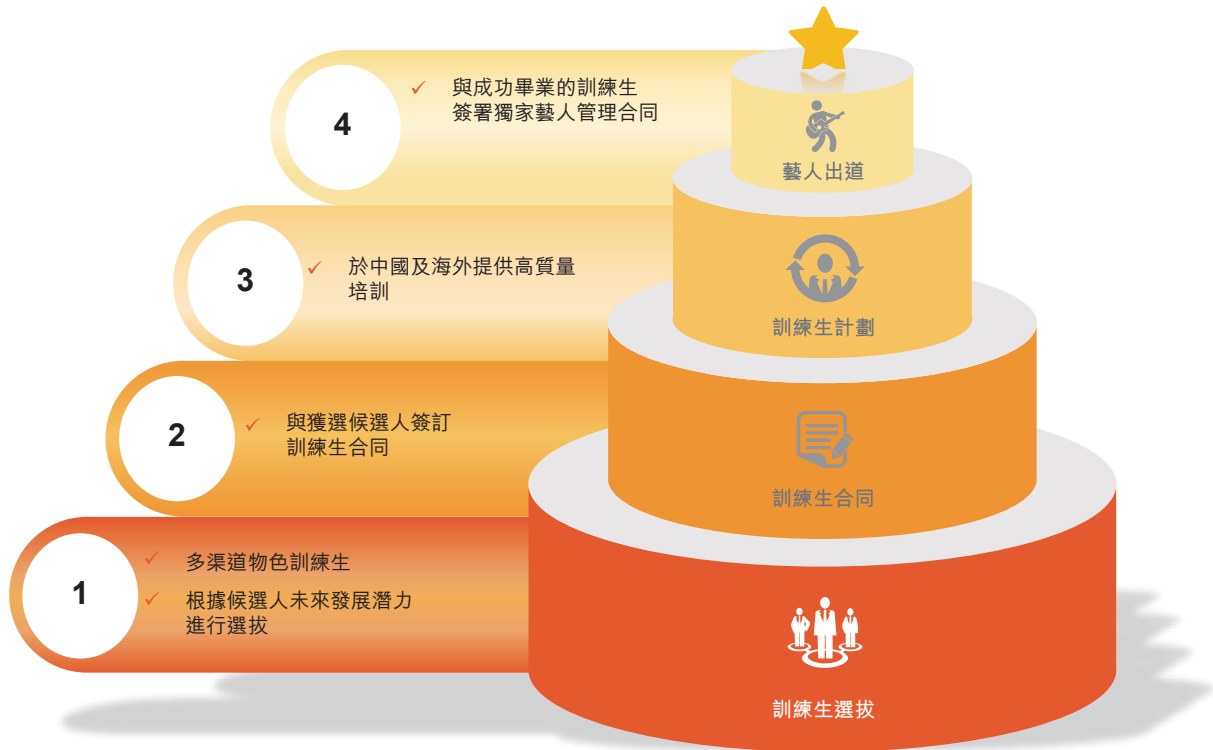 4
✓ 與成功畢業的訓練生
簽署獨家藝人管理合同
藝人出道
3
✓ 於中國及海外提供高質量
培訓
訓練生計劃
2
✓ 與獲選候選人簽訂
訓練生合同
訓練生合同
1
✓ 多渠道物色訓練生
✓ 根據候選人未來發展潛力
進行選拔
訓練生選拔